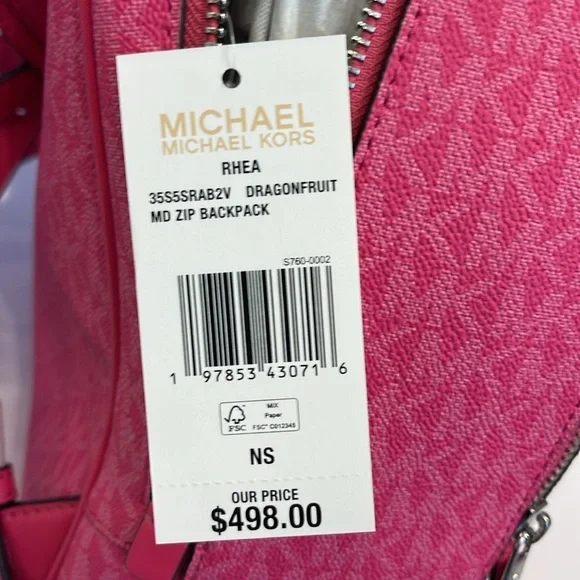 MICHAEL
MICHAEL KORS
RHEA
35S5SRAB2V DRAGONFRUIT
MD ZIP BACKPACK
S760-0002
1 97853 43071 6
FSC
MIX
Paper
FSC® C012345
NS
OUR PRICE
$498.00